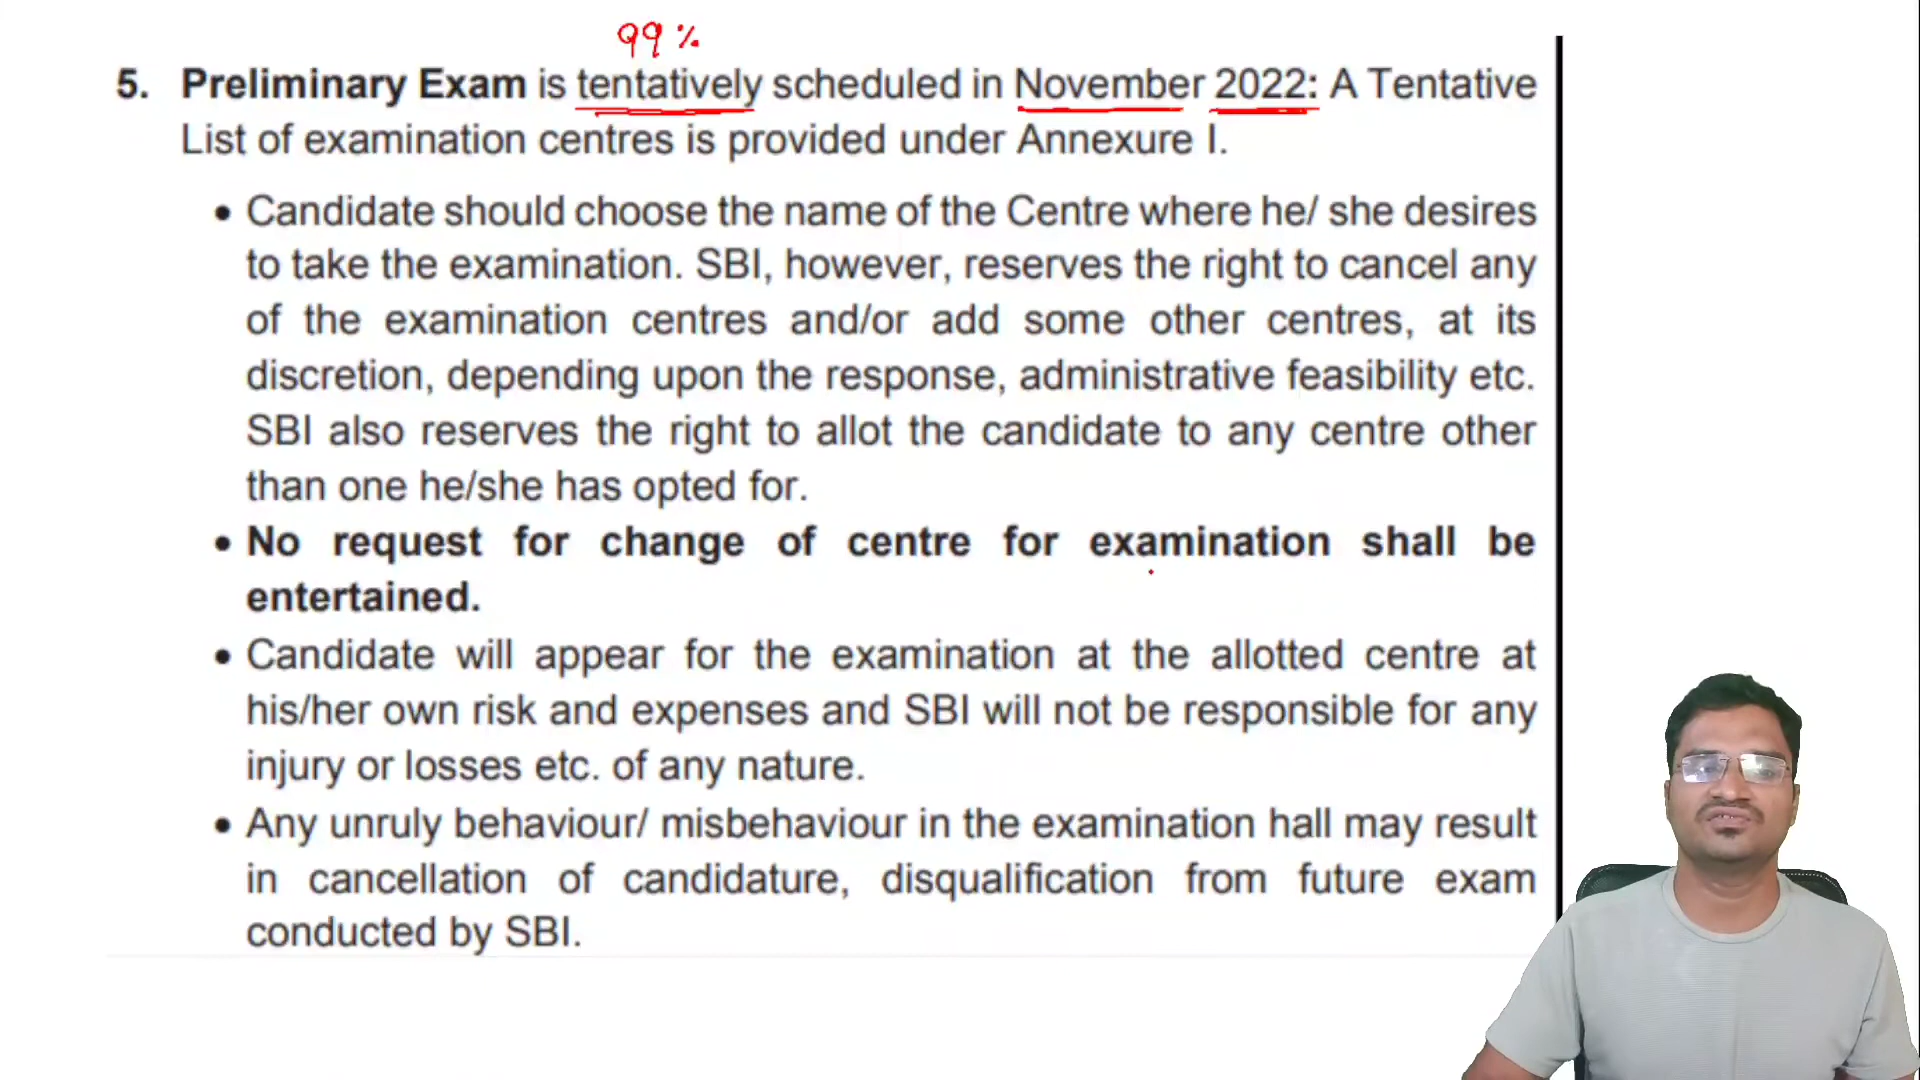 99%
5. Preliminary Exam is tentatively scheduled in November 2022: A Tentative
List of examination centres is provided under Annexure I.
• Candidate should choose the name of the Centre where he/ she desires
to take the examination. SBI, however, reserves the right to cancel any
of the examination centres and/or add some other centres, at its
discretion, depending upon the response, administrative feasibility etc.
SBI also reserves the right to allot the candidate to any centre other
than one he/she has opted for.
• No request for change of centre for examination shall be
entertained.
• Candidate will appear for the examination at the allotted centre at
his/her own risk and expenses and SBI will not be responsible for any
injury or losses etc. of any nature.
• Any unruly behaviour/ misbehaviour in the examination hall may result
in cancellation of candidature, disqualification from future exam
conducted by SBI.